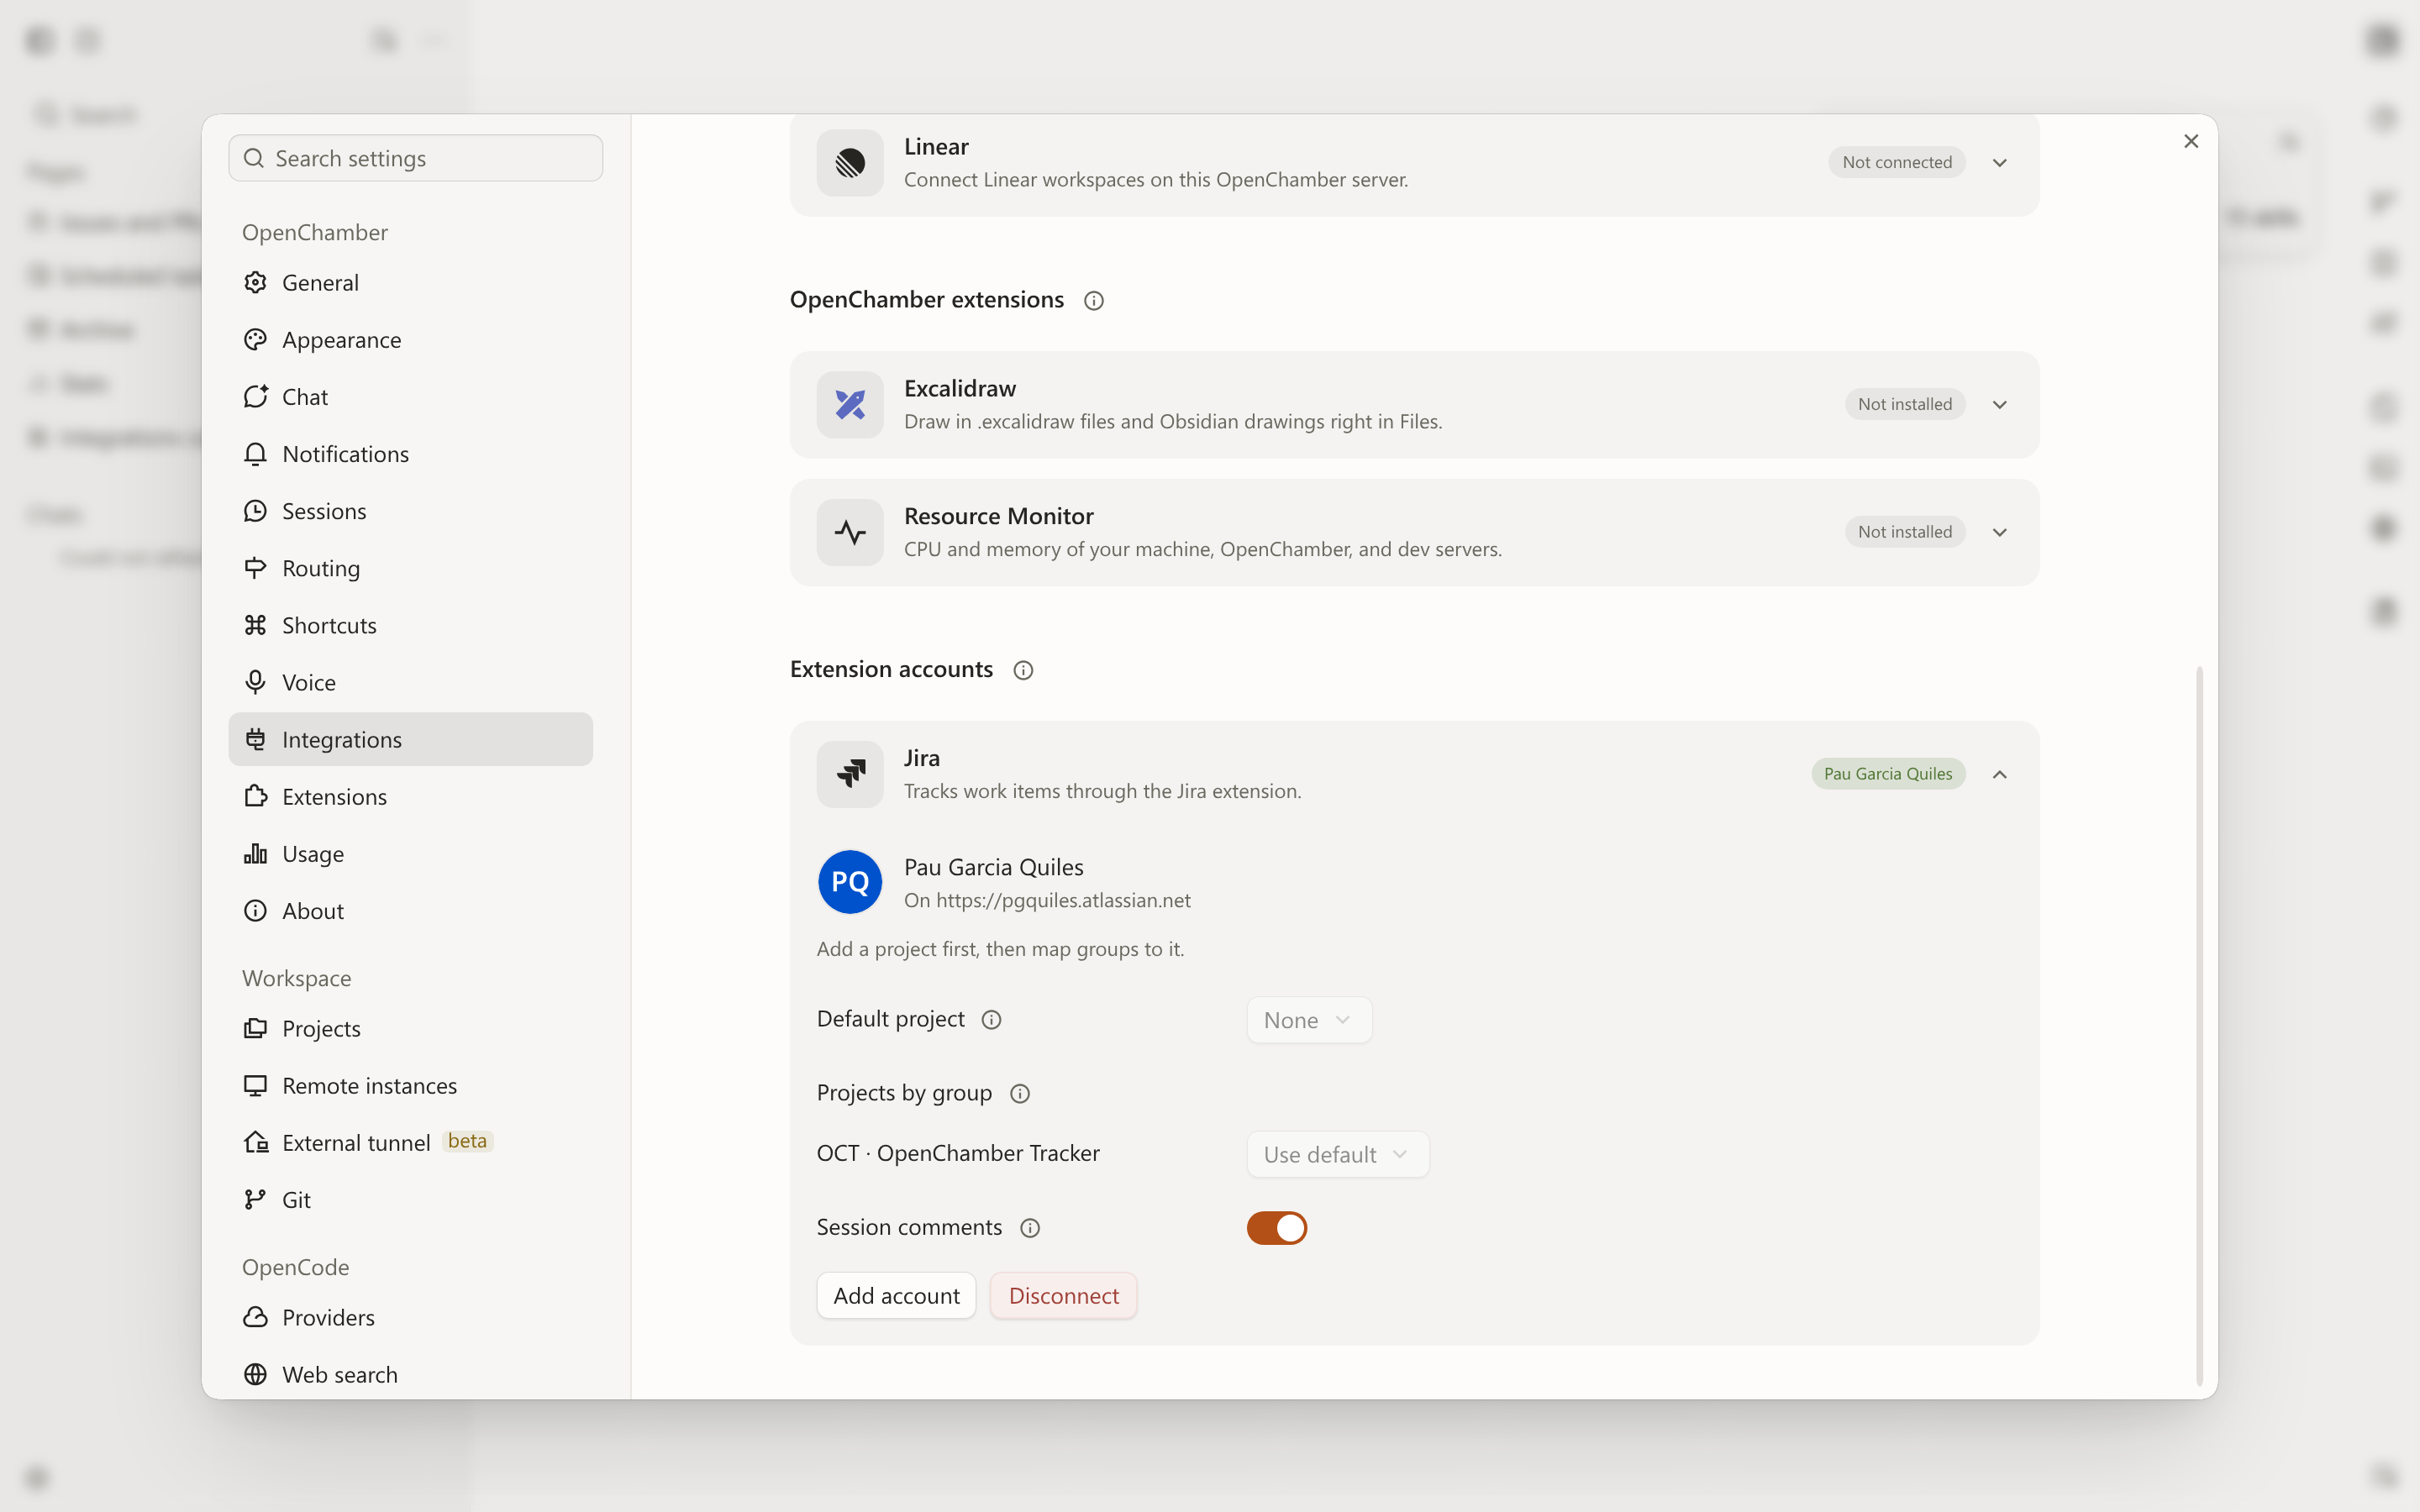 Search
Pages
Archive
Stats
Chats
Search settings
OpenChamber
General
Appearance
Chat
Notifications
Sessions
Routing
Shortcuts
Voice
Integrations
Extensions
Usage
About
Workspace
Projects
Remote instances
External tunnel beta
Git
OpenCode
Providers
Web search
Linear
Connect Linear workspaces on this OpenChamber server.
Not connected
OpenChamber extensions
Excalidraw
Draw in .excalidraw files and Obsidian drawings right in Files.
Not installed
Resource Monitor
CPU and memory of your machine, OpenChamber, and dev servers.
Not installed
Extension accounts
Jira
Tracks work items through the Jira extension.
Pau Garcia Quiles
PQ
Pau Garcia Quiles
On https://pgquiles.atlassian.net
Add a project first, then map groups to it.
Default project
None
Projects by group
OCT · OpenChamber Tracker
Use default
Session comments
Add account
Disconnect